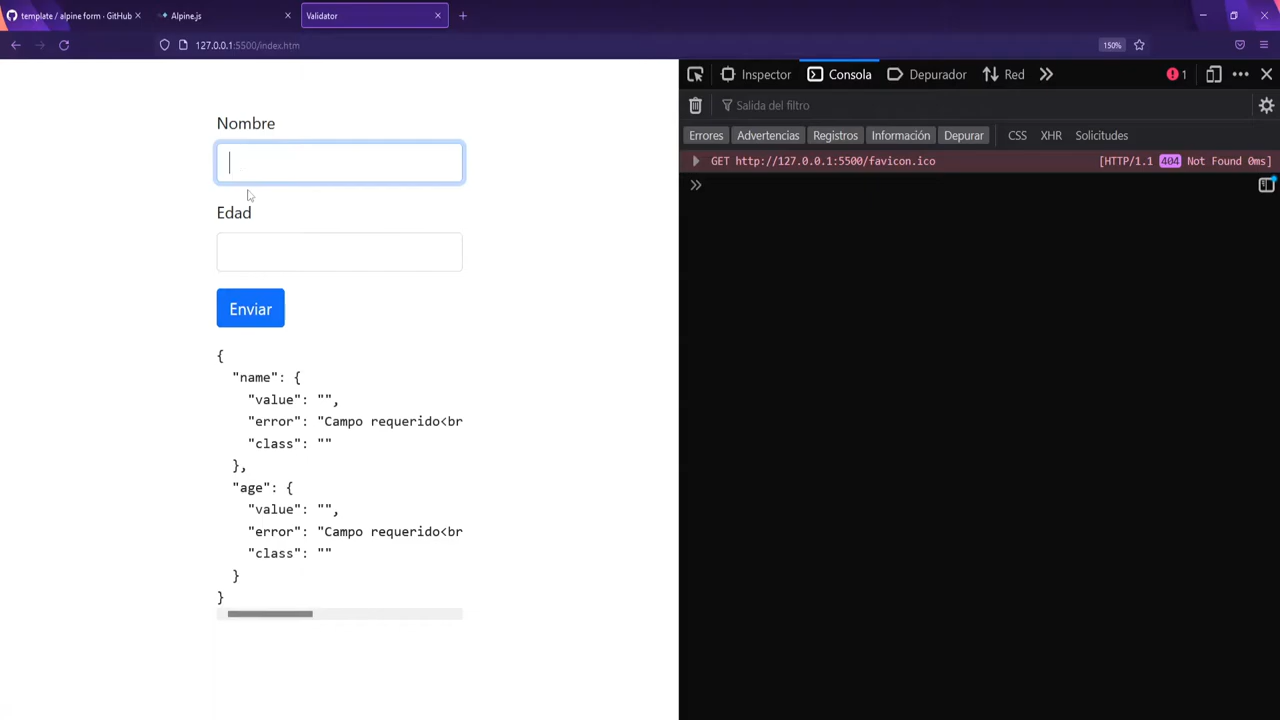 template / alpine form · GitHub
Alpine.js
Validator
127.0.0.1:5500/index.htm
150%
Inspector
Consola
Depurador
Red
1
Salida del filtro
Errores
Advertencias
Registros
Información
Depurar
CSS
XHR
Solicitudes
GET http://127.0.0.1:5500/favicon.ico
[HTTP/1.1 404 Not Found 0ms]
Nombre
Edad
Enviar
{
"name": {
"value": "",
"error": "Campo requerido<br
"class": ""
},
"age": {
"value": "",
"error": "Campo requerido<br
"class": ""
}
}